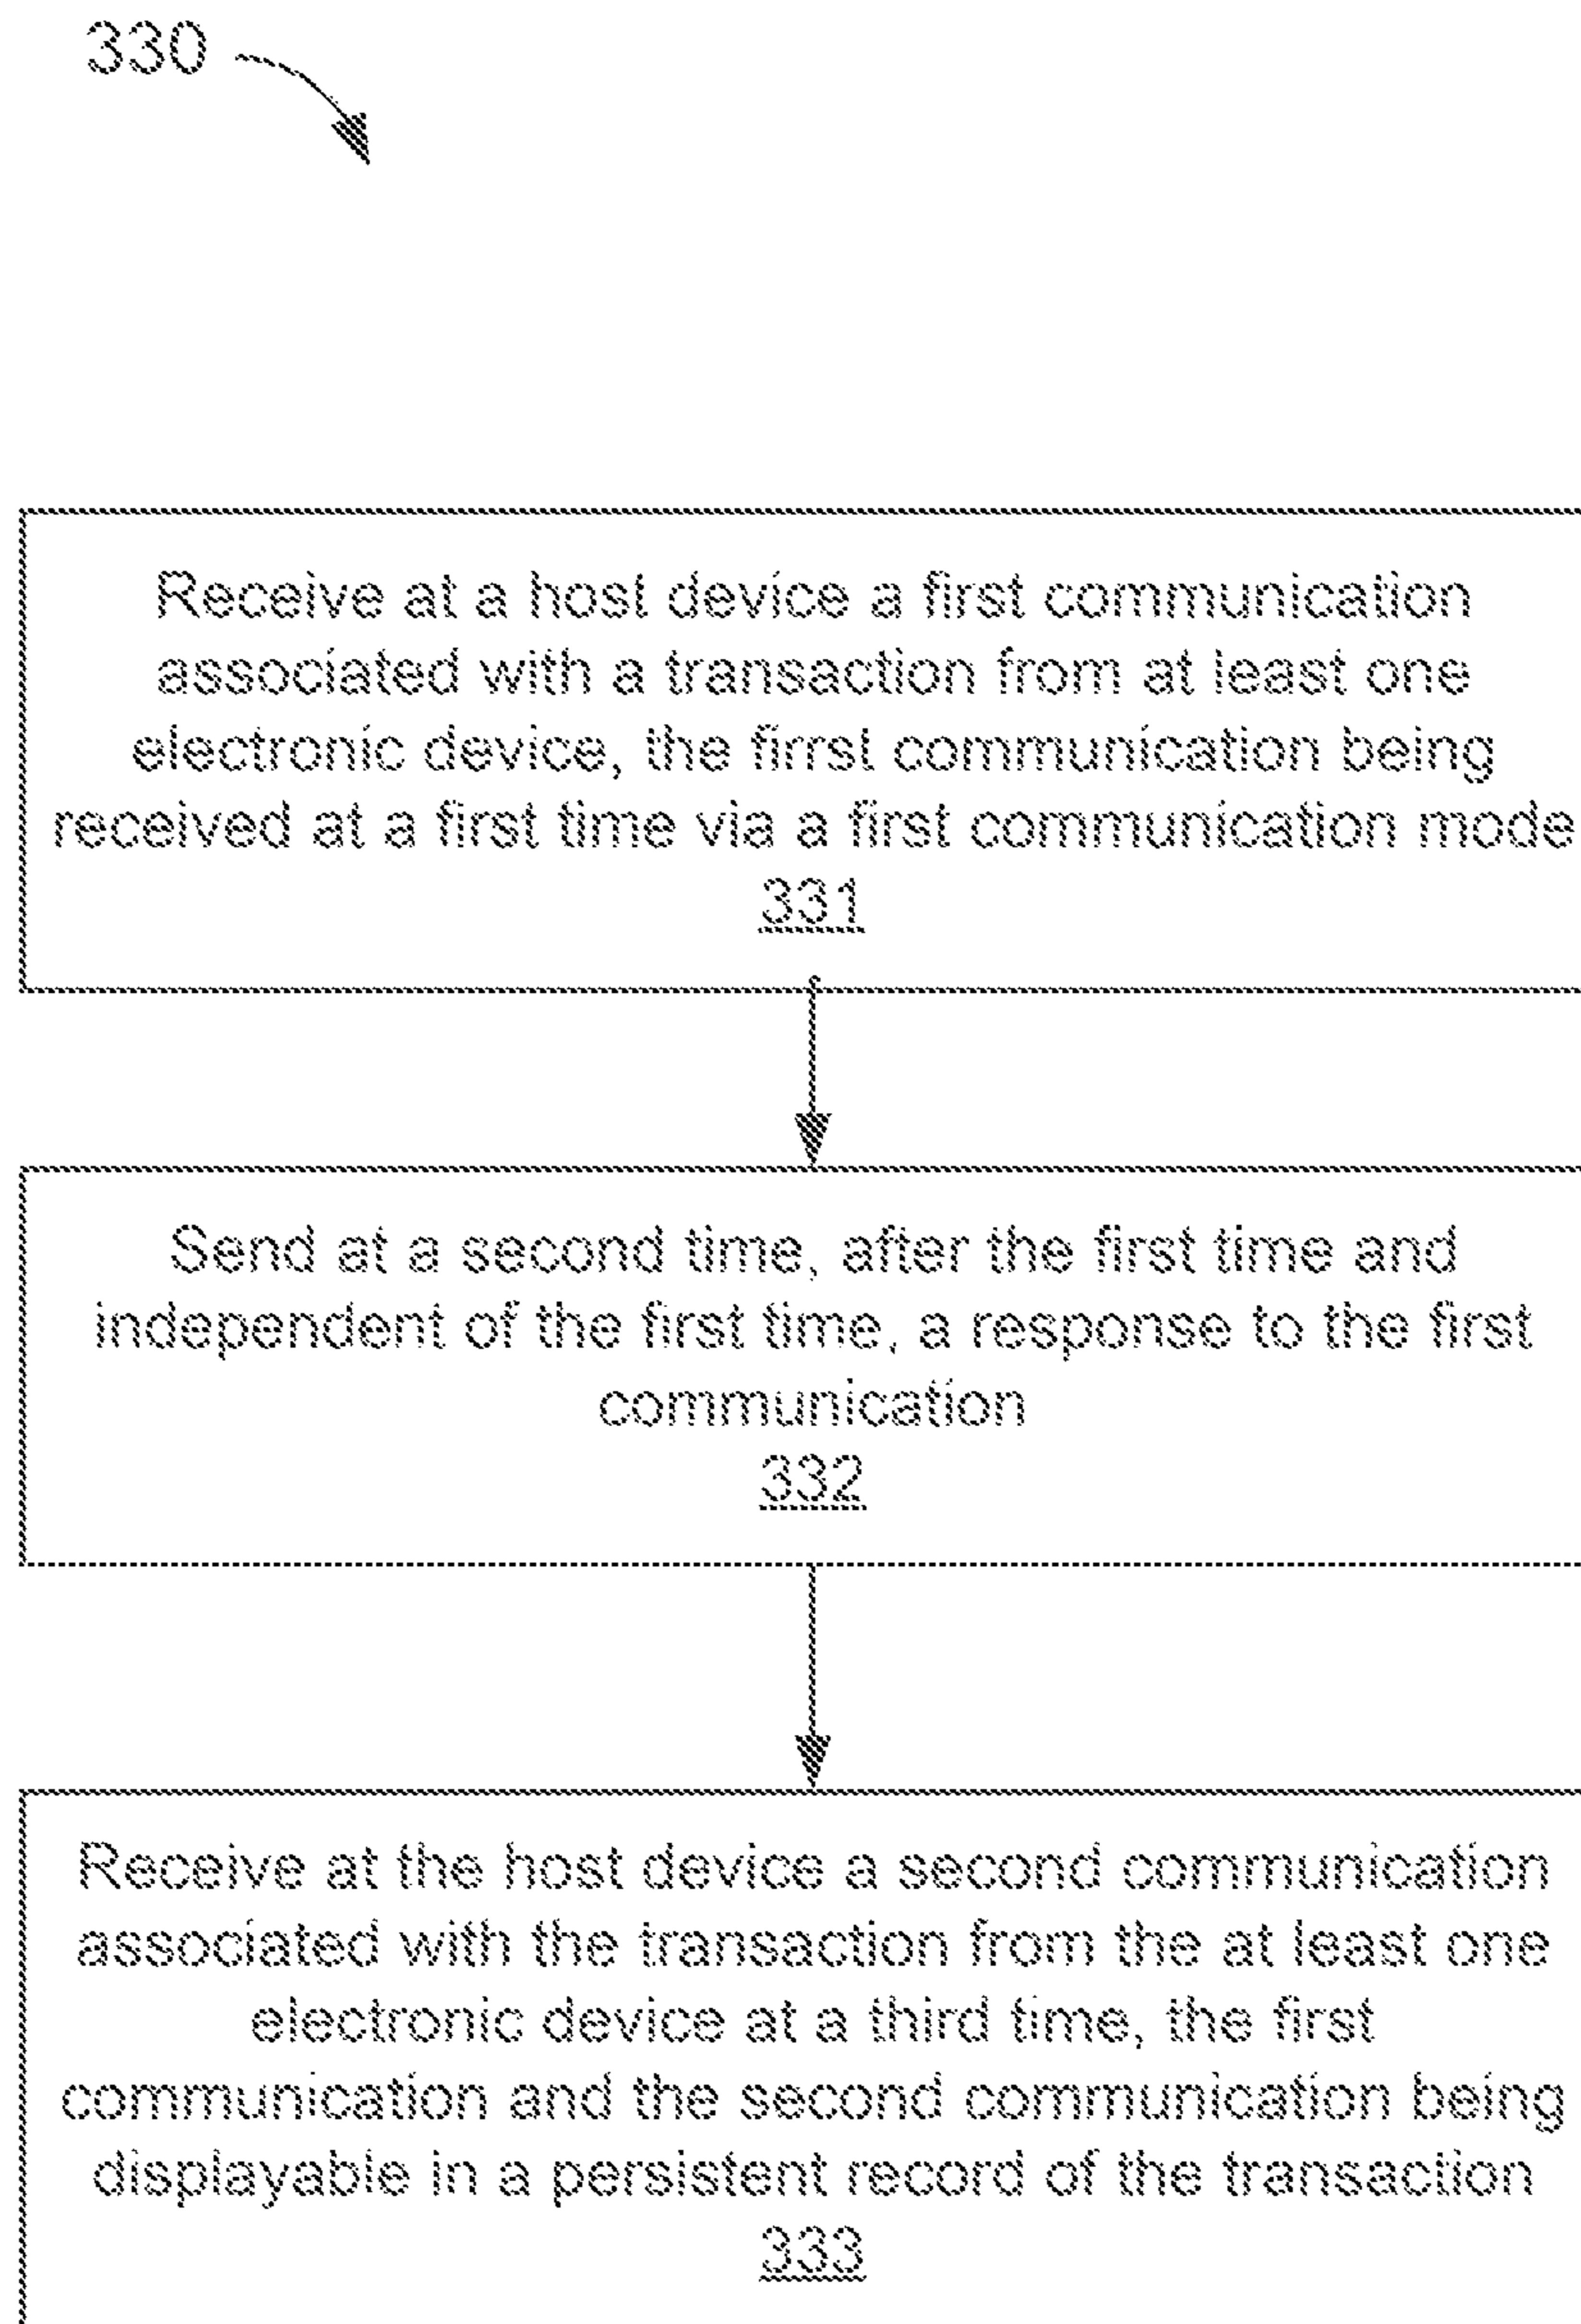 330
Receive at a host device a first communication
associated with a transaction from at least one
electronic device, the firrst communication being
received at a first time via a first communication mode
331
Send at a second time, after the first time and
independent of the first time, a response to the first
communication
332
Receive at the host device a second communication
associated with the transaction from the at least one
electronic device at a third time, the first
communication and the second communication being
displayable in a persistent record of the transaction
333